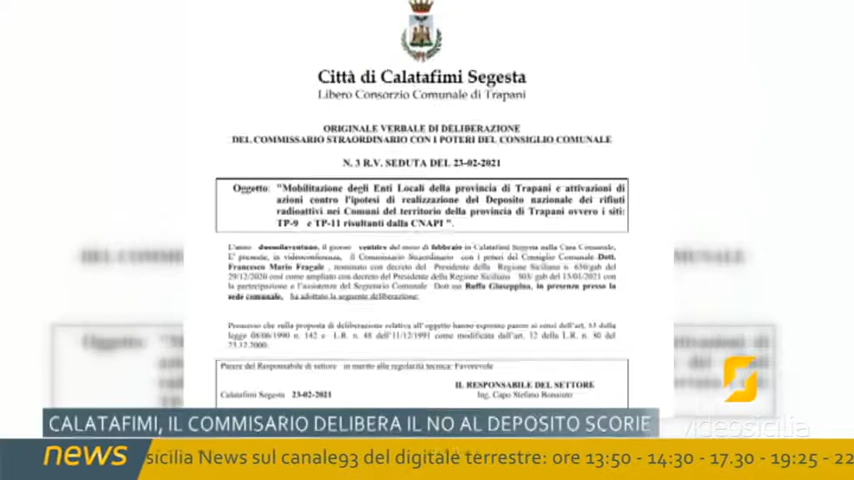 Città di Calatafimi Segesta
Libero Consorzio Comunale di Trapani
ORIGINALE VERBALE DI DELIBERAZIONE
DEL COMMISSARIO STRAORDINARIO CON I POTERI DEL CONSIGLIO COMUNALE
N. 3 R.V. SEDUTA DEL 23-02-2021
Oggetto: "Mobilitazione degli Enti Locali della provincia di Trapani e attivazioni di
azioni contro l'ipotesi di realizzazione del Deposito nazionale dei rifiuti
radioattivi nei Comuni del territorio della provincia di Trapani ovvero i siti:
TP-9 e TP-11 risultanti dalla CNAPI ".
L'anno duemilaventuno, il giorno ventitre del mese di febbraio in Calatafimi Segesta nella Casa Comunale,
E' presente, in videoconferenza, il Commissario Straordinario con i poteri del Consiglio Comunale Dott.
Francesco Mario Fragale, nominato con decreto del Presidente della Regione Siciliano n. 630/gab del
29/12/2020 così come ampliato con decreto del Presidente della Regione Siciliano 503/ gab del 15/01/2021 con
la partecipazione e l'assistenza del Segretario Comunale Dott.ssa Ruffa Giuseppina, in presenza presso la
sede comunale, ha adottato la seguente deliberazione:
Premesso che sulla proposta di deliberazione relativa all'oggetto hanno espresso parere ai sensi dell'art. 53 della
legge 08/06/1990 n. 142 e L.R. n. 48 dell'11/12/1991 come modificata dall'art. 12 della L.R. n. 30 del
23.12.2000.
Parere del Responsabile di settore in merito alle regolarità tecnica: Favorevole
IL RESPONSABILE DEL SETTORE
Calatafimi Segesta 23-02-2021
Ing. Capo Stefano Bonaiuto
CALATAFIMI, IL COMMISARIO DELIBERA IL NO AL DEPOSITO SCORIE
videosicilia
news
sicilia News sul canale93 del digitale terrestre: ore 13:50 - 14:30 - 17.30 - 19:25 - 22